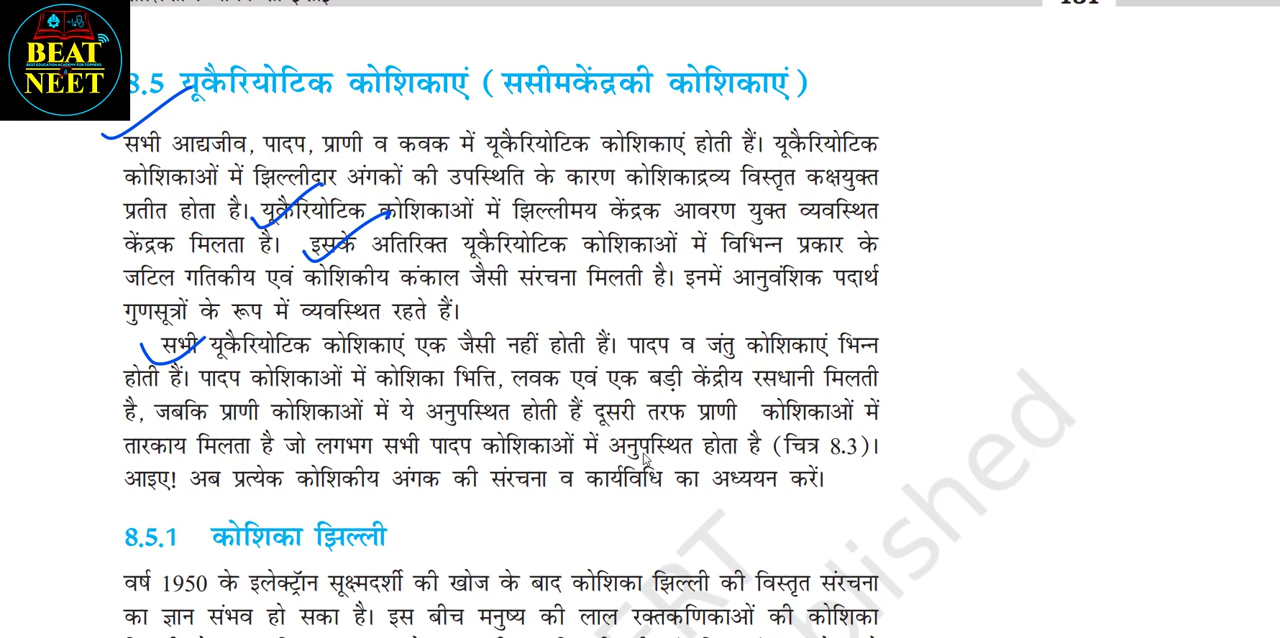 131
BEAT
NEET
8.5 यूकैरियोटिक कोशिकाएं ( ससीमकेंद्रकी कोशिकाएं )
सभी आद्यजीव, पादप, प्राणी व कवक में यूकैरियोटिक कोशिकाएं होती हैं। यूकैरियोटिक
कोशिकाओं में झिल्लीदार अंगकों की उपस्थिति के कारण कोशिकाद्रव्य विस्तृत कक्षयुक्त
प्रतीत होता है। यूकैरियोटिक कोशिकाओं में झिल्लीमय केंद्रक आवरण युक्त व्यवस्थित
केंद्रक मिलता है। इसके अतिरिक्त यूकैरियोटिक कोशिकाओं में विभिन्न प्रकार के
जटिल गतिकीय एवं कोशिकीय कंकाल जैसी संरचना मिलती है। इनमें आनुवंशिक पदार्थ
गुणसूत्रों के रूप में व्यवस्थित रहते हैं।
सभी यूकैरियोटिक कोशिकाएं एक जैसी नहीं होती हैं। पादप व जंतु कोशिकाएं भिन्न
होती हैं। पादप कोशिकाओं में कोशिका भित्ति, लवक एवं एक बड़ी केंद्रीय रसधानी मिलती
है, जबकि प्राणी कोशिकाओं में ये अनुपस्थित होती हैं दूसरी तरफ प्राणी कोशिकाओं में
तारकाय मिलता है जो लगभग सभी पादप कोशिकाओं में अनुपस्थित होता है (चित्र 8.3)।
आइए! अब प्रत्येक कोशिकीय अंगक की संरचना व कार्यविधि का अध्ययन करें।
8.5.1 कोशिका झिल्ली
वर्ष 1950 के इलेक्ट्रॉन सूक्ष्मदर्शी की खोज के बाद कोशिका झिल्ली की विस्तृत संरचना
का ज्ञान संभव हो सका है। इस बीच मनुष्य की लाल रक्तकणिकाओं की कोशिका